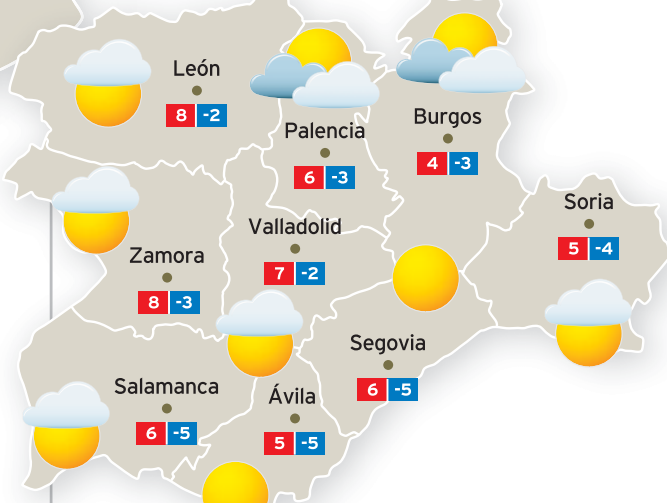 León
8 -2
Palencia
6 -3
Burgos
4 -3
Soria
5 -4
Zamora
8 -3
Valladolid
7 -2
Segovia
6 -5
Salamanca
6 -5
Ávila
5 -5